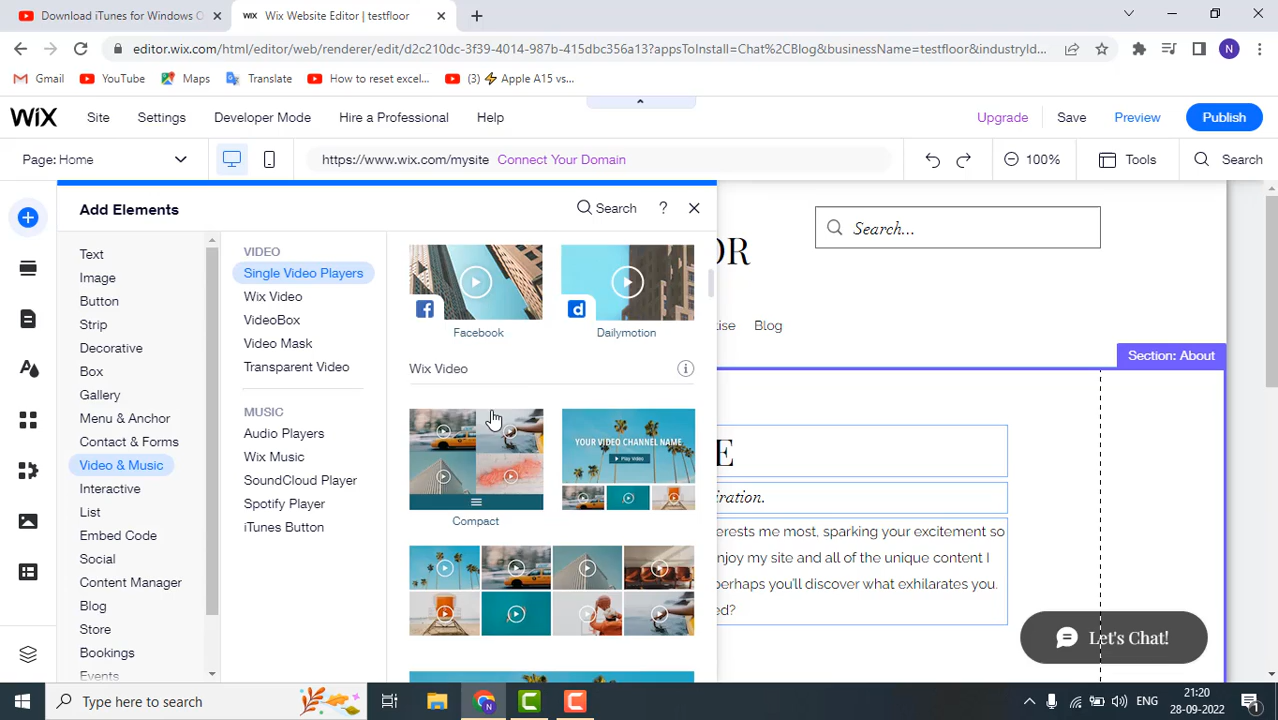 Download iTunes for Windows O
WiX Wix Website Editor | testfloor
editor.wix.com/html/editor/web/renderer/edit/d2c210dc-3f39-4014-987b-415dbc356a13?appsToInstall=Chat%2CBlog&businessName=testfloor&industryId...
N
Gmail YouTube Maps Translate How to reset excel... (3) ⚡ Apple A15 vs...
WiX Site Settings Developer Mode Hire a Professional Help Upgrade Save Preview Publish
Page: Home https://www.wix.com/mysite Connect Your Domain 100% Tools Search
Add Elements Search ?
Text
Image
Button
Strip
Decorative
Box
Gallery
Menu & Anchor
Contact & Forms
Video & Music
Interactive
List
Embed Code
Social
Content Manager
Blog
Store
Bookings
Events
VIDEO
Single Video Players
Wix Video
VideoBox
Video Mask
Transparent Video
MUSIC
Audio Players
Wix Music
SoundCloud Player
Spotify Player
iTunes Button
d
Facebook Dailymotion
Wix Video
YOUR VIDEO CHANNEL NAME
Play Video
Compact
OR
Search...
tise Blog
Section: About
E
iration.
erests me most, sparking your excitement so
njoy my site and all of the unique content I
erhaps you'll discover what exhilarates you.
ed?
Let's Chat!
Type here to search
ENG
21:20
28-09-2022
1